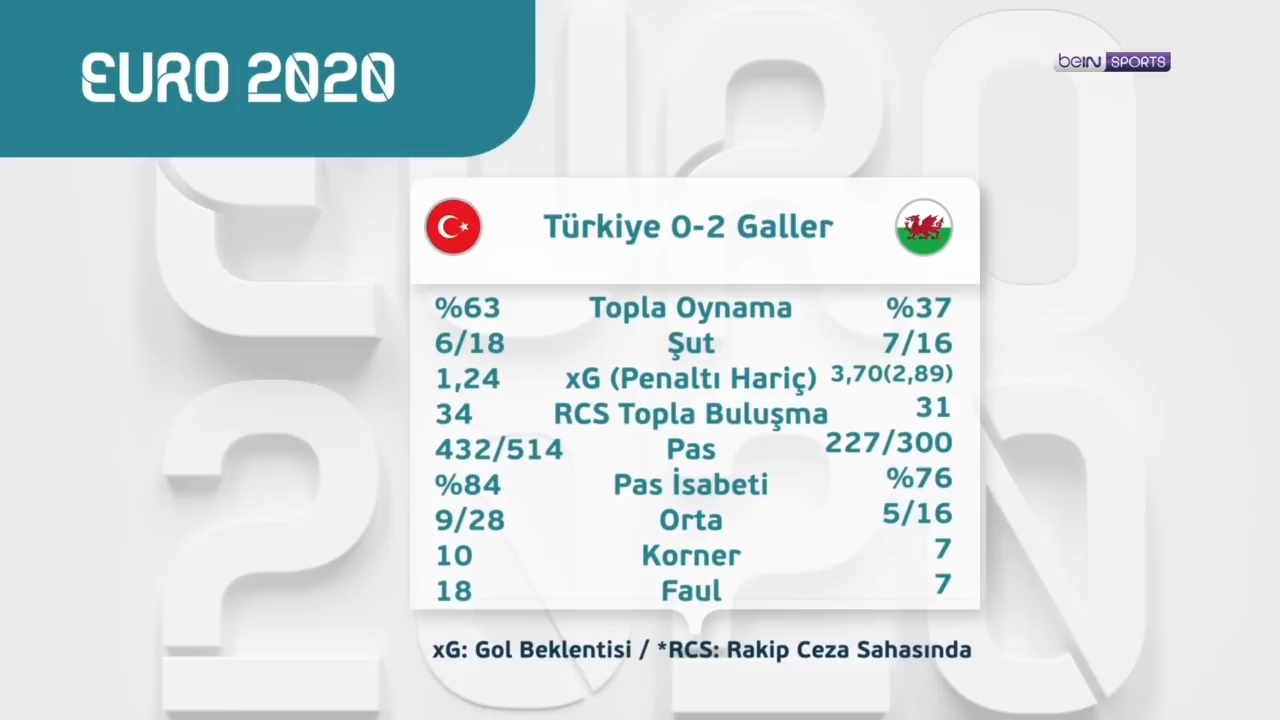 EURO 2020
beIN SPORTS
Türkiye 0-2 Galler
%63 Topla Oynama %37
6/18 Şut 7/16
1,24 xG (Penaltı Hariç) 3,70(2,89)
34 RCS Topla Buluşma 31
432/514 Pas 227/300
%84 Pas İsabeti %76
9/28 Orta 5/16
10 Korner 7
18 Faul 7
xG: Gol Beklentisi / *RCS: Rakip Ceza Sahasında